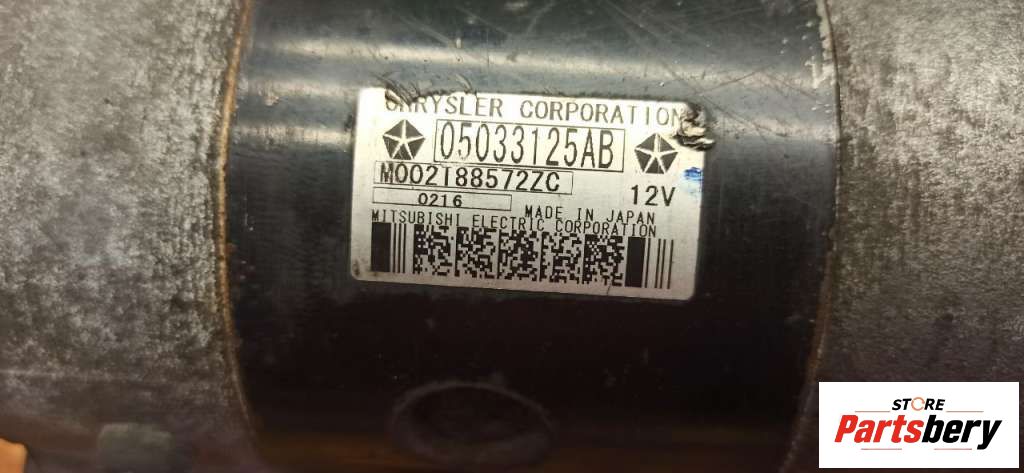 CHRYSLER CORPORATION
05033125AB
M002T88572ZC
12V
0216
MADE IN JAPAN
MITSUBISHI ELECTRIC CORPORATION
STORE
Partsbery